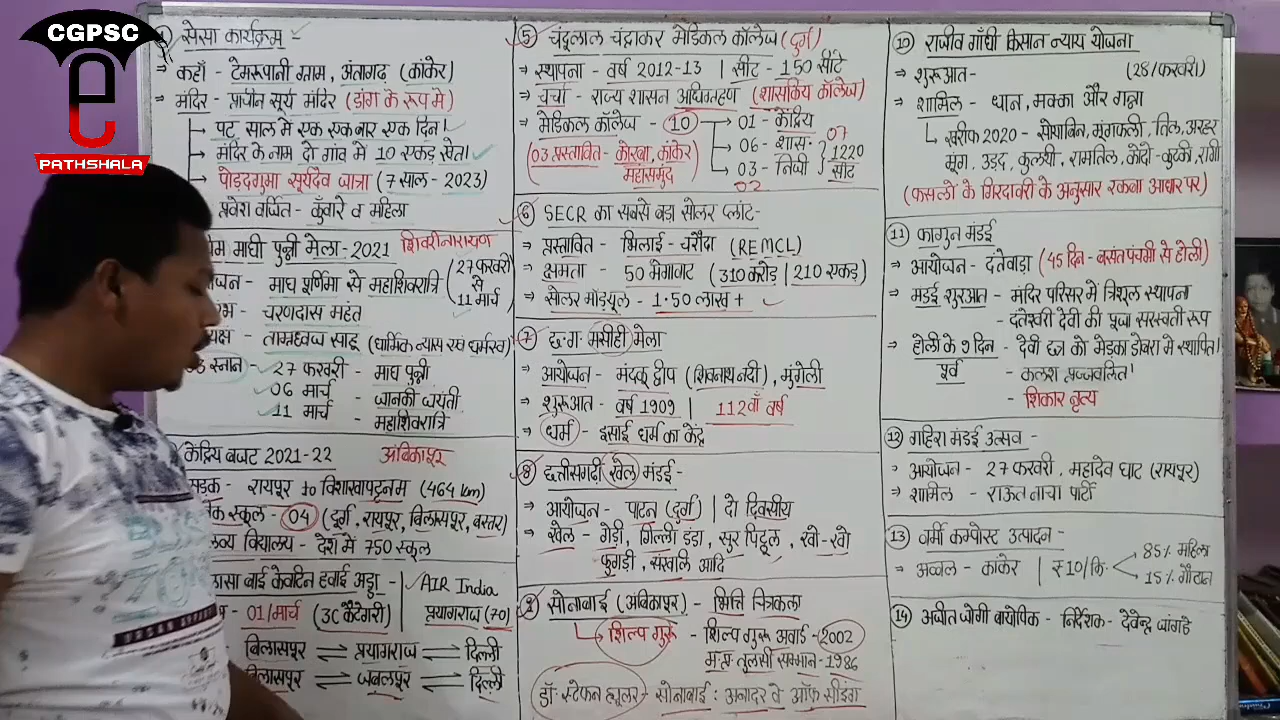 CGPSC
e
PATHSHALA
सेसा कार्यक्रम -
⇒ कहाँ - टेमरूपानी ग्राम, अंतागढ़ (कांकेर)
⇒ मंदिर - प्राचीन सूर्य मंदिर (डांग के रूप मे)
→ पट, साल मे एक एक बार एक दिन।
→ मंदिर के नाम से गांव मे 10 एकड़ खेत।
→ पोड़दगुमा सूर्यदेव जात्रा (7 साल - 2023)
प्रवेश वर्जित - कुँवारे व महिला
माघी पुन्नी मेला - 2021 शिवरीनारायण
माघ पूर्णिमा से महाशिवरात्रि (27 फरवरी से 11 मार्च)
चरणदास महंत
ताम्रध्वज साहू (धार्मिक न्यास एवं धर्मस्व)
स्नान - 27 फरवरी - माघ पुन्नी
06 मार्च - जानकी जयंती
11 मार्च - महाशिवरात्रि
केंद्रिय बजट 2021-22 अंबिकापुर
सड़क - रायपुर to विशाखापट्नम (464 km)
स्कूल - 04 (दुर्ग, रायपुर, बिलासपुर, बस्तर)
विद्यालय - देश मे 750 स्कूल
बाई केवटिन हवाई अड्डा - AIR India
01/मार्च (3C कैटेगरी) प्रयागराज (70)
बिलासपुर ⇌ प्रयागराज ⇌ दिल्ली
बिलासपुर ⇌ जबलपुर ⇌ दिल्ली
⑤ चंदूलाल चंद्राकर मेडिकल कॉलेज (दुर्ग)
⇒ स्थापना - वर्ष 2012-13 | सीट - 150 सीटे
⇒ चर्चा - राज्य शासन अधिग्रहण (शासकिय कॉलेज)
⇒ मेडिकल कॉलेज - 10 → 01 - केंद्रिय
→ 06 - शास. 07
→ 03 - निजी 02
1220 सीट
(03 प्रस्तावित - कोरबा, कांकेर महासमुंद)
⑥ SECR का सबसे बड़ा सोलर प्लांट -
⇒ प्रस्तावित - भिलाई - चरौदा (REMCL)
⇒ क्षमता - 50 मेगावाट (310 करोड़ | 210 एकड़)
⇒ सोलर मॉड्यूल - 1.50 लाख +
⑦ छ.ग. मसीही मेला
⇒ आयोजन - मदकू द्वीप (शिवनाथ नदी), मुंगेली
⇒ शुरूआत - वर्ष 1909 | 112वाँ वर्ष
⇒ धर्म - इसाई धर्म का केंद्र
⑧ छत्तीसगढ़ी खेल मंडई -
⇒ आयोजन - पाटन (दुर्ग) | दो दिवसीय
⇒ खेल - गेड़ी, गिल्ली डंडा, सुर पिट्टूल, खो-खो
फुगड़ी, संखली आदि
⑨ सोनाबाई (अंबिकापुर) - भित्ति चित्रकला
→ शिल्प गुरू - शिल्प गुरू अवार्ड - 2002
म.प्र. तुलसी सम्मान - 1986
डॉ. स्टेफन ह्यूलर - सोनाबाई : अनादर वे ऑफ सीइंग
⑩ राजीव गाँधी किसान न्याय योजना
⇒ शुरूआत - (28/फरवरी)
⇒ शामिल - धान, मक्का और गन्ना
→ खरीफ 2020 - सोयाबिन, मूंगफली, तिल, अरहर
मूंग, उड़द, कुलथी, रामतिल, कोदो-कुटकी, रागी
(फसलो के गिरदावरी के अनुसार रकबा आधार पर)
⑪ फागुन मंडई
⇒ आयोजन - दंतेवाड़ा (45 दिन - बसंत पंचमी से होली)
⇒ मंडई शुरुआत - मंदिर परिसर मे त्रिशूल स्थापना
- दंतेश्वरी देवी की पूजा सरस्वती रूप
⇒ होली के 9 दिन पूर्व - देवी छत्र को मेंडका डोबरा मे स्थापित।
- कलश प्रज्जवलित।
- शिकार नृत्य
⑫ गहिरा मंडई उत्सव -
⇒ आयोजन - 27 फरवरी, महादेव घाट (रायपुर)
⇒ शामिल - राऊत नाचा पार्टी
⑬ वर्मी कम्पोस्ट उत्पादन -
⇒ अव्वल - कांकेर | ₹10/कि. 85% महिला
15% गौठान
⑭ अजीत जोगी बायोपिक - निर्देशक - देवेन्द्र जांगड़े